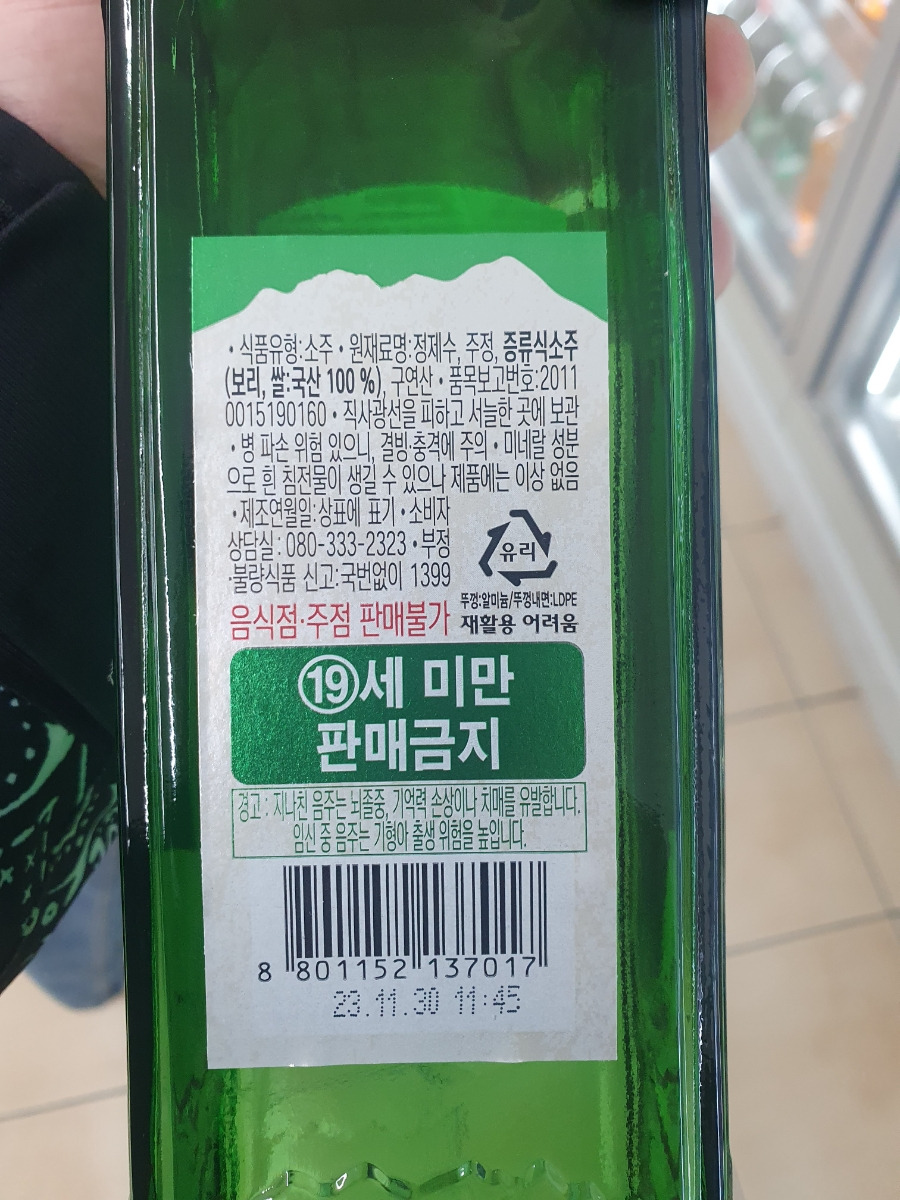 • 식품유형:소주 • 원재료명:정제수, 주정, 증류식소주
(보리, 쌀:국산 100 %), 구연산 • 품목보고번호:2011
0015190160 • 직사광선을 피하고 서늘한 곳에 보관
• 병 파손 위험 있으니, 결빙·충격에 주의 • 미네랄 성분
으로 흰 침전물이 생길 수 있으나 제품에는 이상 없음
• 제조연월일:상표에 표기 • 소비자
상담실: 080-333-2323 • 부정
·불량식품 신고:국번없이 1399
음식점·주점 판매불가
유리
뚜껑:알미늄/뚜껑내면:LDPE
재활용 어려움
⑲세 미만
판매금지
경고 : 지나친 음주는 뇌졸중, 기억력 손상이나 치매를 유발합니다.
임신 중 음주는 기형아 출생 위험을 높입니다.
8 801152 137017
23.11.30 11:45